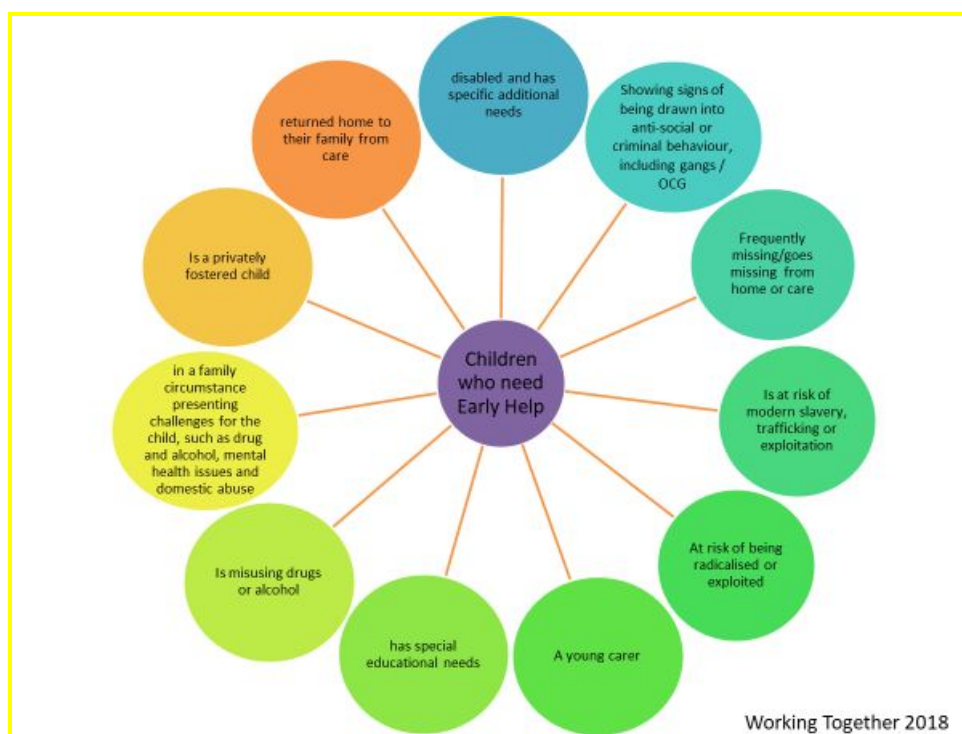 disabled and has
specific additional
needs
Showing signs of
being drawn into
anti-social or
criminal behaviour,
including gangs /
OCG
Frequently
missing/goes
missing from
home or care
Is at risk of
modern slavery,
trafficking or
exploitation
At risk of being
radicalised or
exploited
A young carer
has special
educational needs
Is misusing drugs
or alcohol
in a family
circumstance
presenting
challenges for the
child, such as drug
and alcohol, mental
health issues and
domestic abuse
Is a privately
fostered child
returned home to
their family from
care
Children
who need
Early Help
Working Together 2018